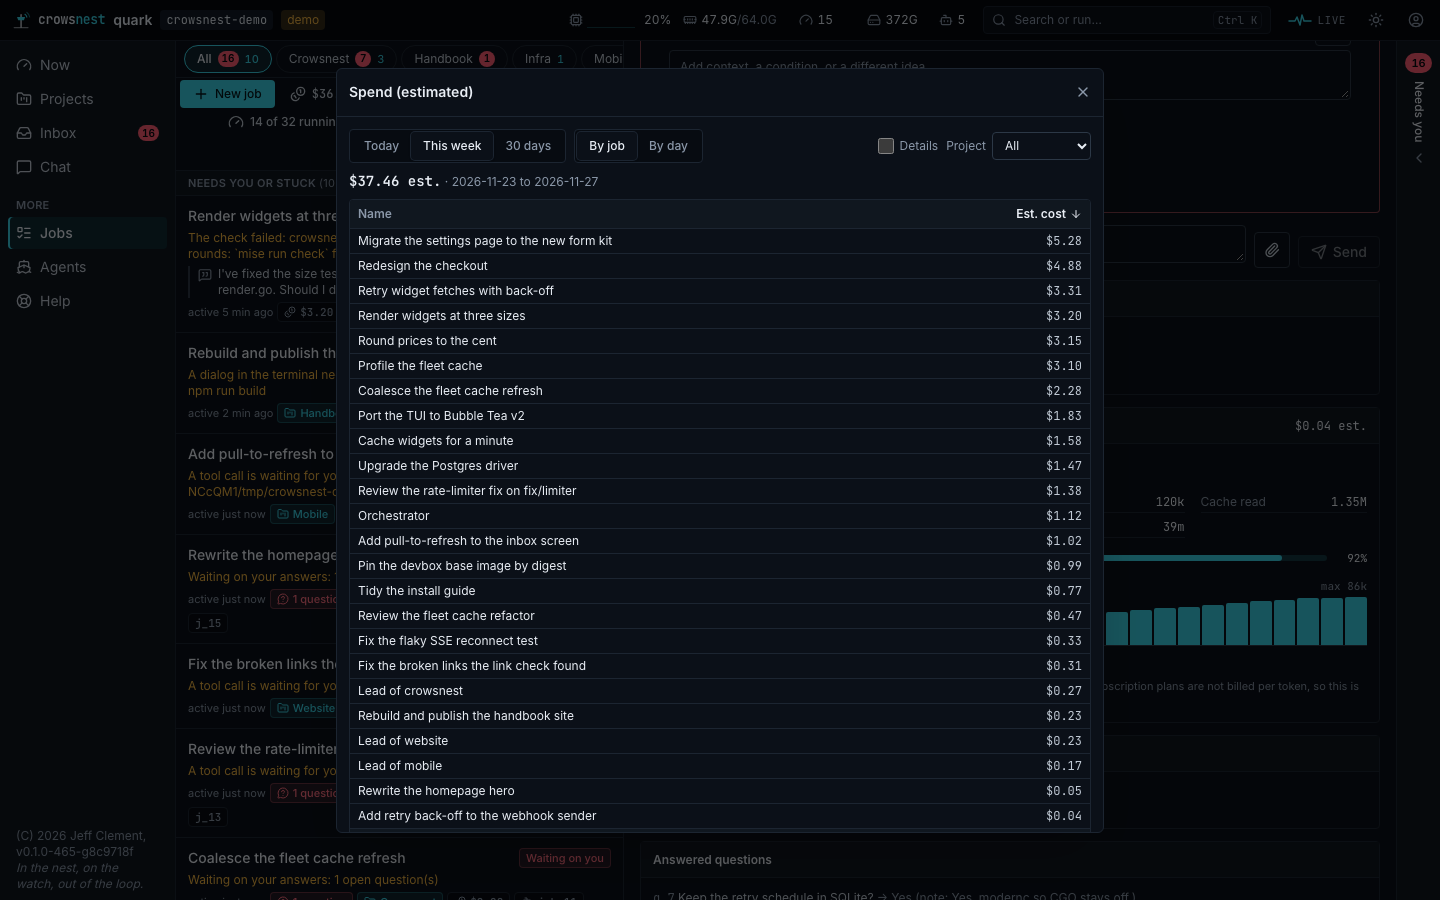 crowsnest quark crowsnest-demo demo 20% 47.9G/64.0G 15 372G 5 Search or run... Ctrl K LIVE
Now
Projects
Inbox 16
Chat
MORE
Jobs
Agents
Help
(C) 2026 Jeff Clement,
v0.1.0-465-g8c9718f
In the nest, on the
watch, out of the loop.
All 16 10 Crowsnest 7 3 Handbook 1 Infra 1 Mobi
New job $36
14 of 32 runnin
NEEDS YOU OR STUCK (10
Render widgets at thre
The check failed: crowsne
rounds: `mise run check` f
I've fixed the size tes
render.go. Should I d
active 5 min ago $3.20
Rebuild and publish th
A dialog in the terminal ne
npm run build
active 2 min ago Handb
Add pull-to-refresh to
A tool call is waiting for yo
NCcQM1/tmp/crowsnest-d
active just now Mobile
Rewrite the homepage
Waiting on your answers:
active just now 1 questio
j_15
Fix the broken links the
A tool call is waiting for yo
active just now Website
Review the rate-limiter
A tool call is waiting for yo
active just now 1 questio
j_13
Coalesce the fleet cache refresh Waiting on you
Waiting on your answers: 1 open question(s)
Spend (estimated)
Today This week 30 days By job By day Details Project All
$37.46 est. · 2026-11-23 to 2026-11-27
Name Est. cost ↓
Migrate the settings page to the new form kit $5.28
Redesign the checkout $4.88
Retry widget fetches with back-off $3.31
Render widgets at three sizes $3.20
Round prices to the cent $3.15
Profile the fleet cache $3.10
Coalesce the fleet cache refresh $2.28
Port the TUI to Bubble Tea v2 $1.83
Cache widgets for a minute $1.58
Upgrade the Postgres driver $1.47
Review the rate-limiter fix on fix/limiter $1.38
Orchestrator $1.12
Add pull-to-refresh to the inbox screen $1.02
Pin the devbox base image by digest $0.99
Tidy the install guide $0.77
Review the fleet cache refactor $0.47
Fix the flaky SSE reconnect test $0.33
Fix the broken links the link check found $0.31
Lead of crowsnest $0.27
Rebuild and publish the handbook site $0.23
Lead of website $0.23
Lead of mobile $0.17
Rewrite the homepage hero $0.05
Add retry back-off to the webhook sender $0.04
Add context, a condition, or a different idea
Send
$0.04 est.
120k Cache read 1.35M
39m
92%
max 86k
bscription plans are not billed per token, so this is
Answered questions
q_7 Keep the retry schedule in SQLite? → Yes (note: Yes, modernc so CGO stays off.)
16
Needs you